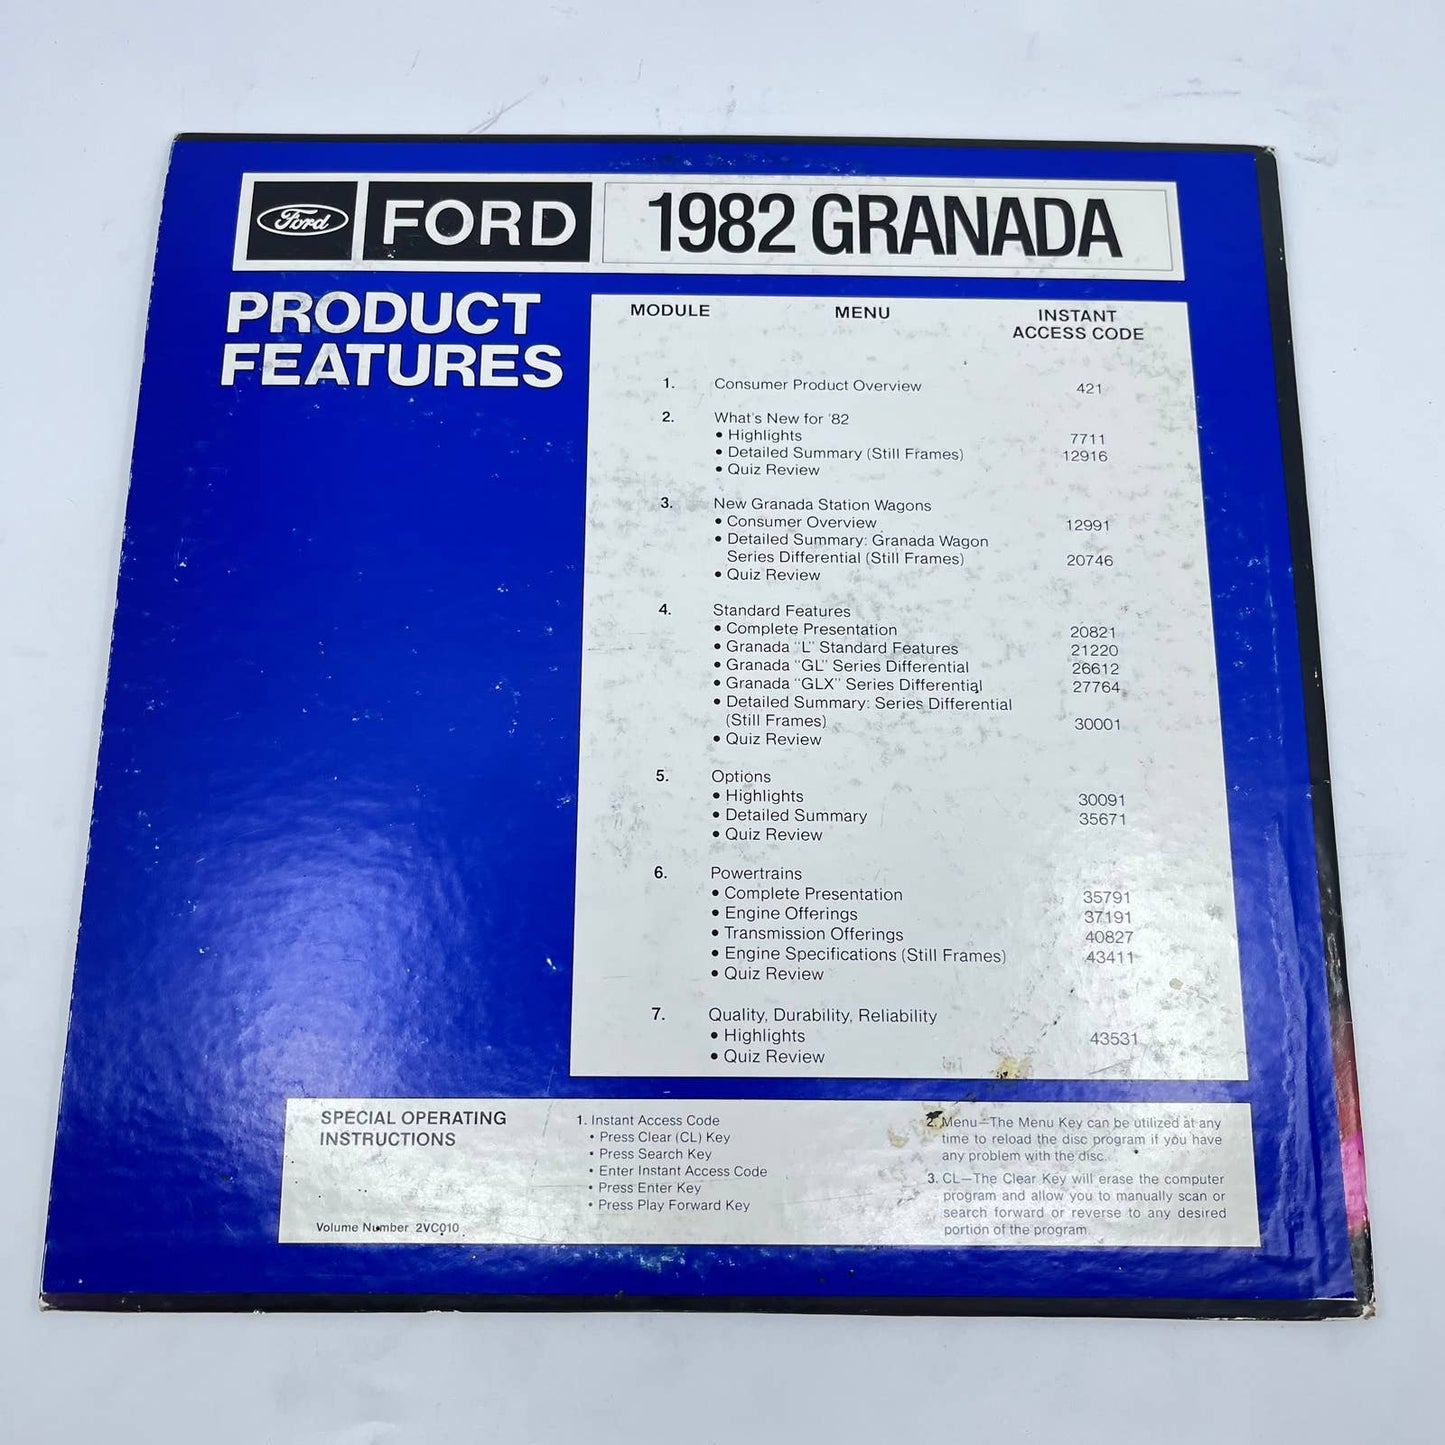 Ford FORD 1982 GRANADA
PRODUCT
FEATURES
MODULE MENU INSTANT
ACCESS CODE
1. Consumer Product Overview 421
2. What's New for '82
• Highlights 7711
• Detailed Summary (Still Frames) 12916
• Quiz Review
3. New Granada Station Wagons
• Consumer Overview 12991
• Detailed Summary: Granada Wagon
Series Differential (Still Frames) 20746
• Quiz Review
4. Standard Features
• Complete Presentation 20821
• Granada "L" Standard Features 21220
• Granada "GL" Series Differential 26612
• Granada "GLX" Series Differential 27764
• Detailed Summary: Series Differential
(Still Frames) 30001
• Quiz Review
5. Options
• Highlights 30091
• Detailed Summary 35671
• Quiz Review
6. Powertrains
• Complete Presentation 35791
• Engine Offerings 37191
• Transmission Offerings 40827
• Engine Specifications (Still Frames) 43411
• Quiz Review
7. Quality, Durability, Reliability
• Highlights 43531
• Quiz Review
SPECIAL OPERATING
INSTRUCTIONS
Volume Number 2VC010
1. Instant Access Code
• Press Clear (CL) Key
• Press Search Key
• Enter Instant Access Code
• Press Enter Key
• Press Play Forward Key
2. Menu—The Menu Key can be utilized at any
time to reload the disc program if you have
any problem with the disc.
3. CL—The Clear Key will erase the computer
program and allow you to manually scan or
search forward or reverse to any desired
portion of the program.